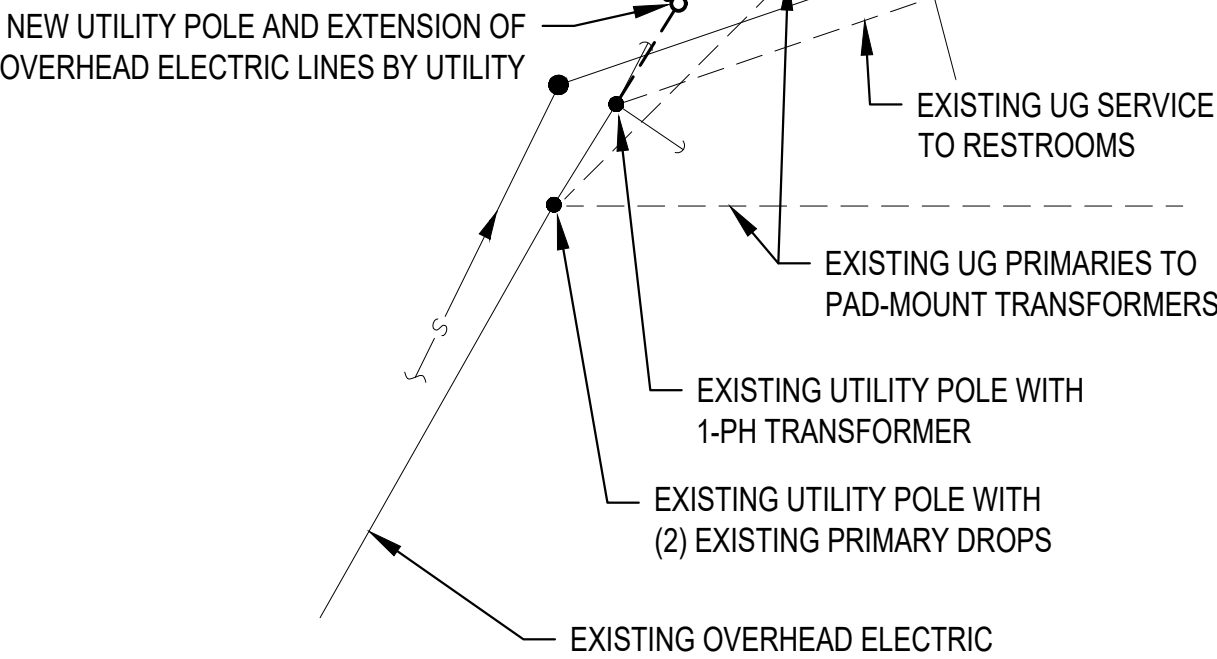 NEW UTILITY POLE AND EXTENSION OF
OVERHEAD ELECTRIC LINES BY UTILITY
EXISTING UG SERVICE
TO RESTROOMS
EXISTING UG PRIMARIES TO
PAD-MOUNT TRANSFORMERS
S
EXISTING UTILITY POLE WITH
1-PH TRANSFORMER
EXISTING UTILITY POLE WITH
(2) EXISTING PRIMARY DROPS
EXISTING OVERHEAD ELECTRIC